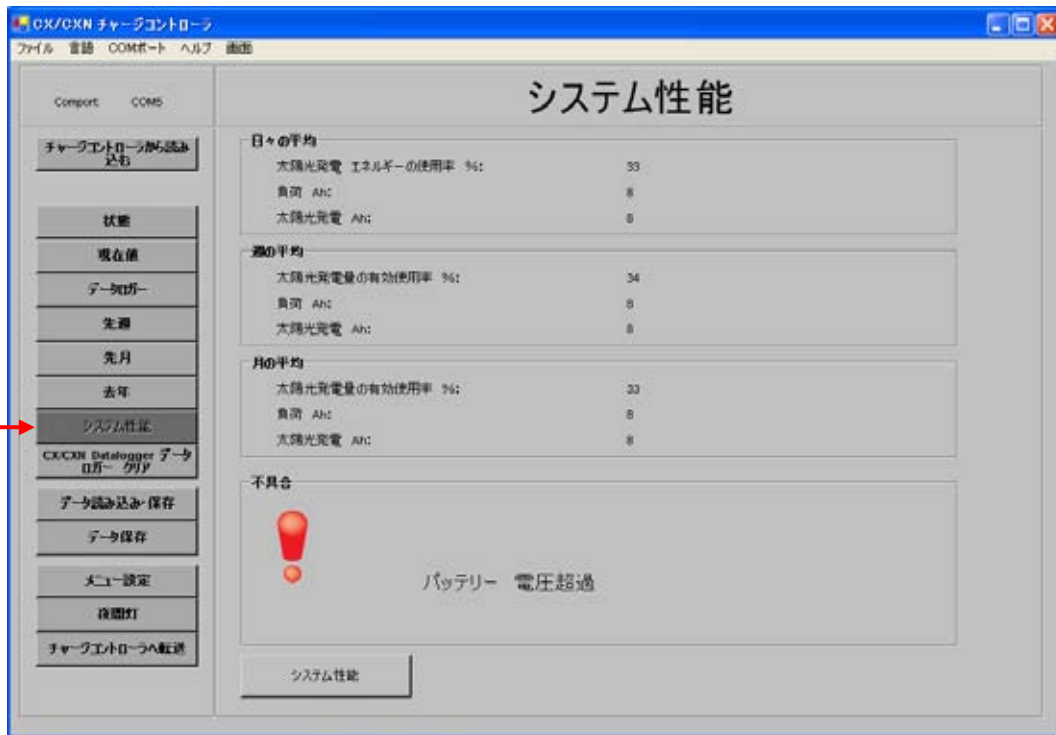 CX/CXN チャージコントローラ
ファイル 言語 COMポート ヘルプ 画面
Comport: COM5
システム性能
チャージコントローラから読み
込む
状態
現在値
データロガー
先週
先月
去年
システム性能
CX/CXN Datalogger データ
ロガー クリア
データ読み込み・保存
データ保存
メニュー設定
夜間灯
チャージコントローラへ転送
日々の平均
太陽光発電 エネルギーの使用率 %: 33
負荷 Ah: 8
太陽光発電 Ah: 8
週の平均
太陽光発電量の有効使用率 %: 34
負荷 Ah: 8
太陽光発電 Ah: 8
月の平均
太陽光発電量の有効使用率 %: 33
負荷 Ah: 8
太陽光発電 Ah: 8
不具合
バッテリー 電圧超過
システム性能